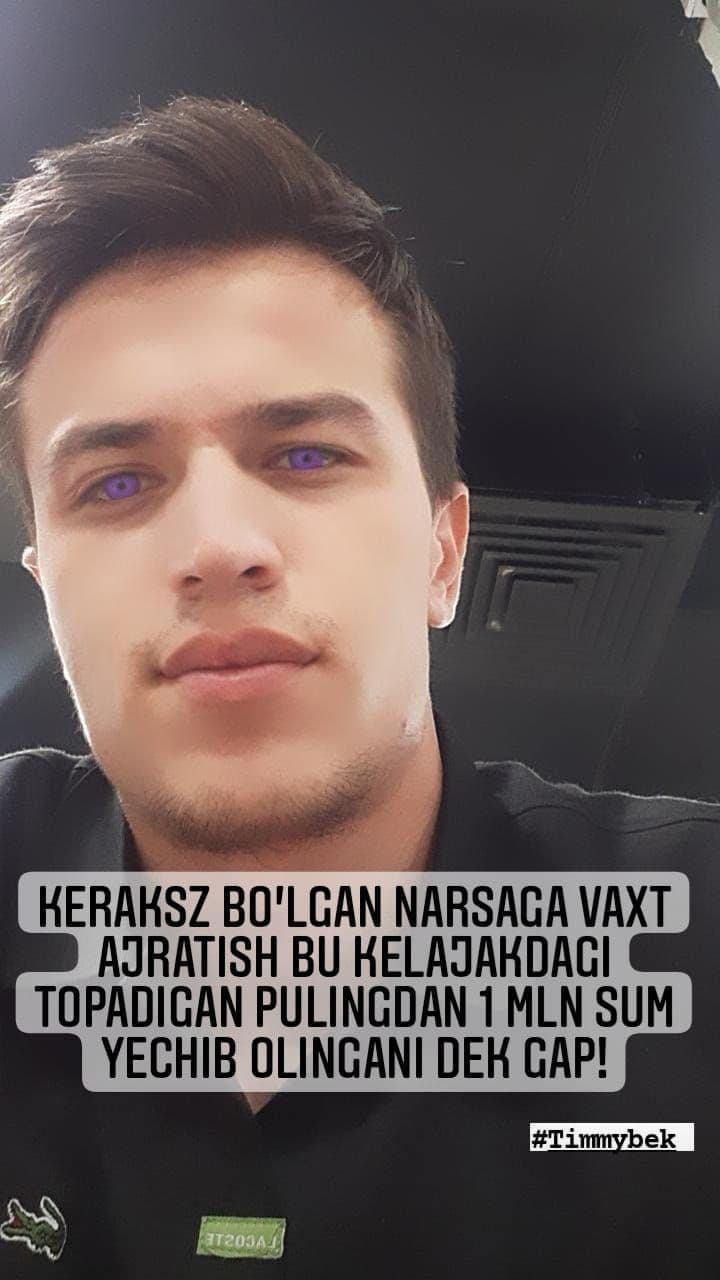 KERAKSZ BO'LGAN NARSAGA VAXT
AJRATISH BU KELAJAKDAGI
TOPADIGAN PULINGDAN 1 MLN SUM
YECHIB OLINGANI DEK GAP!
#Timmybek
LACOSTE